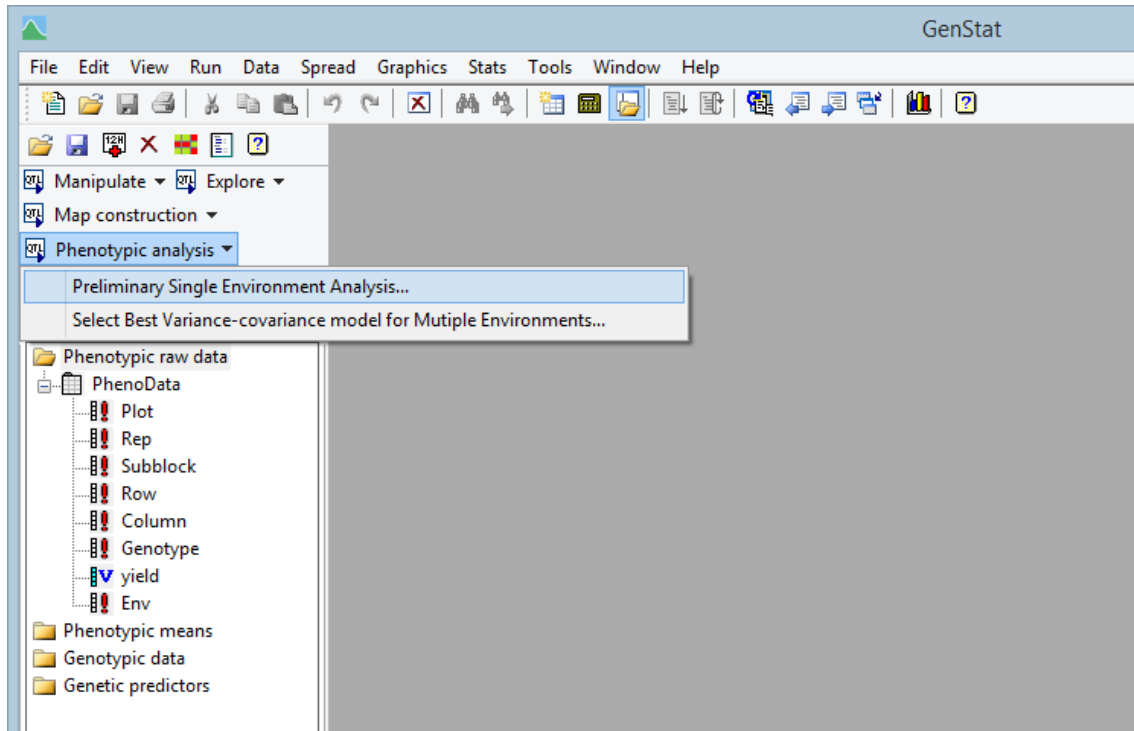 GenStat
File Edit View Run Data Spread Graphics Stats Tools Window Help
Manipulate Explore
Map construction
Phenotypic analysis
Preliminary Single Environment Analysis...
Select Best Variance-covariance model for Mutiple Environments...
Phenotypic raw data
PhenoData
Plot
Rep
Subblock
Row
Column
Genotype
yield
Env
Phenotypic means
Genotypic data
Genetic predictors